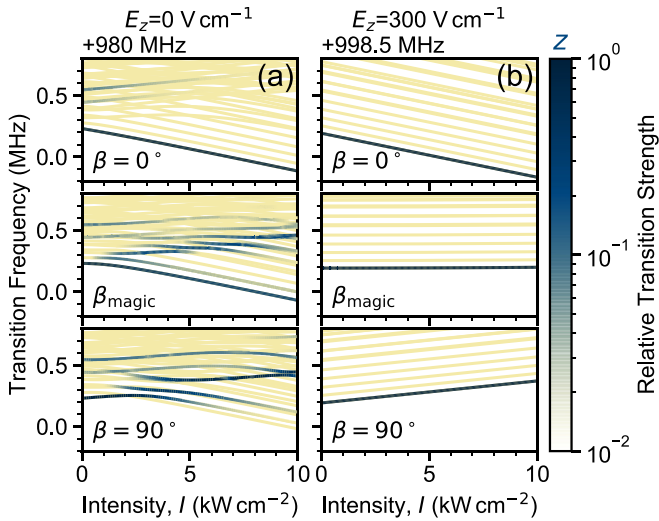 E_z=0 V cm⁻¹
E_z=300 V cm⁻¹
+980 MHz
+998.5 MHz
z
(a)
(b)
0.5
0.0
β = 0°
β = 0°
0.5
0.0
β_magic
β_magic
0.5
0.0
β = 90°
β = 90°
Transition Frequency (MHz)
0
5
10
0
5
10
Intensity, I (kW cm⁻²)
Intensity, I (kW cm⁻²)
10⁰
10⁻¹
10⁻²
Relative Transition Strength